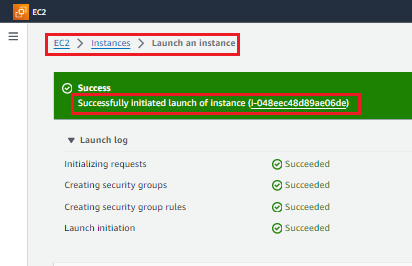 EC2
EC2 > Instances > Launch an instance
Success
Successfully initiated launch of instance (i-048eec48d89ae06de)
Launch log
Initializing requests Succeeded
Creating security groups Succeeded
Creating security group rules Succeeded
Launch initiation Succeeded